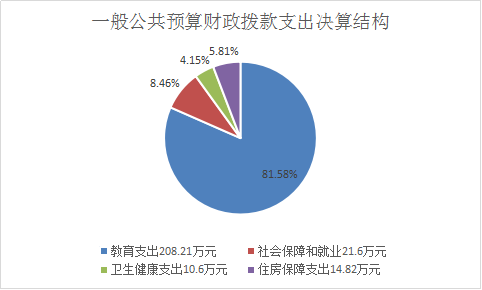 一般公共预算财政拨款支出决算结构
5.81%
4.15%
8.46%
81.58%
教育支出208.21万元 社会保障和就业21.6万元
卫生健康支出10.6万元 住房保障支出14.82万元